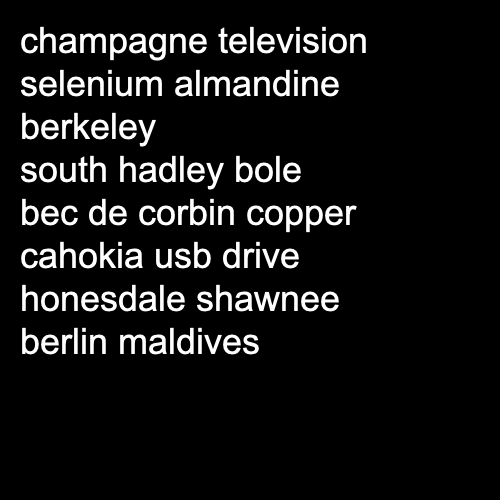 champagne television
selenium almandine
berkeley
south hadley bole
bec de corbin copper
cahokia usb drive
honesdale shawnee
berlin maldives